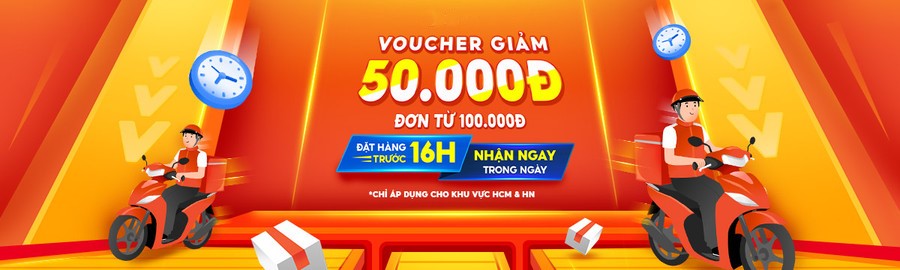 VOUCHER GIẢM
50.000Đ
ĐƠN TỪ 100.000Đ
ĐẶT HÀNG TRƯỚC 16H
NHẬN NGAY TRONG NGÀY
*CHỈ ÁP DỤNG CHO KHU VỰC HCM & HN